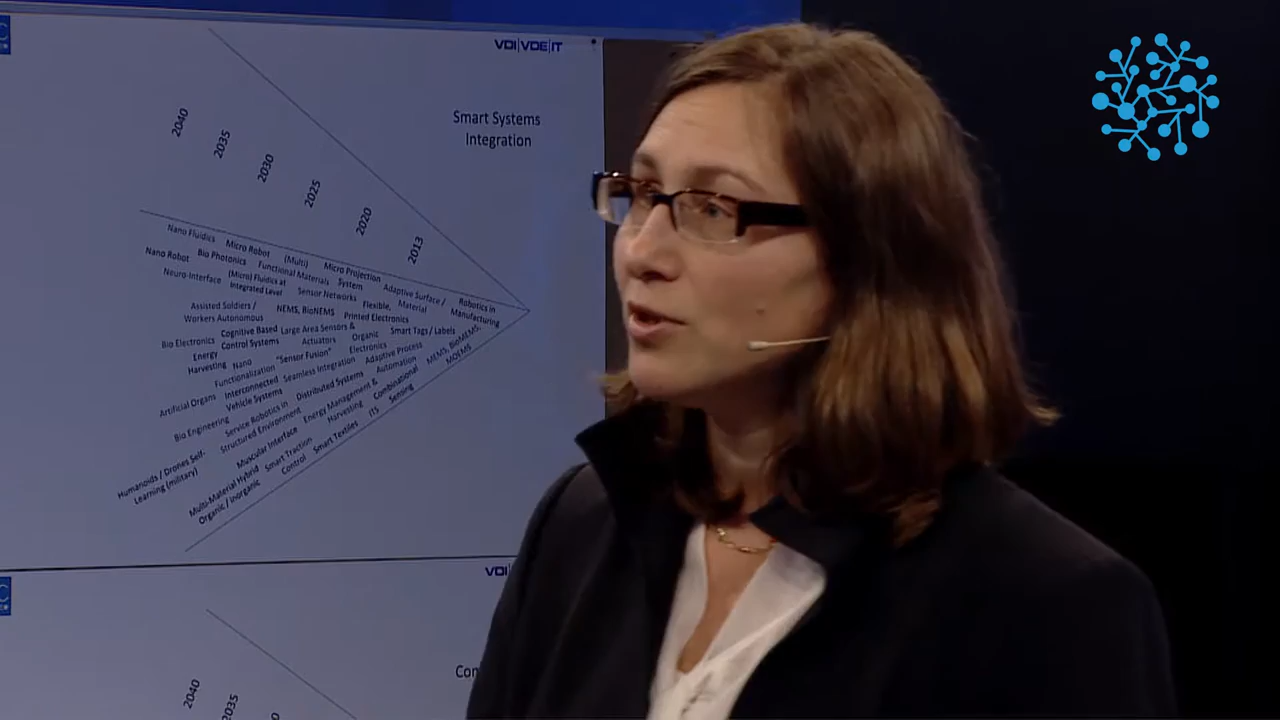 C
VDI|VDE|IT
Smart Systems
Integration
2040
2035
2030
2025
2020
2013
Nano Fluidics Micro Robot (Multi) Micro Projection Adaptive Surface / Robotics in
Nano Robot Bio Photonics Functional Materials System Material Manufacturing
Neuro-Interface (Micro) Fluidics at Sensor Networks Flexible,
Integrated Level Printed Electronics
Assisted Soldiers / NEMS, BioNEMS Smart Tags / Labels MEMS, BioMEMS,
Workers Autonomous MOEMS
Bio Electronics Cognitive Based Large Area Sensors & Organic
Control Systems Actuators Electronics
Energy "Sensor Fusion" Adaptive Process
Harvesting Nano Automation
Functionalization Seamless Integration Combinational
Sensing
Artificial Organs Interconnected Distributed Systems
Vehicle Systems Energy Management &
Harvesting ITS
Bio Engineering Service Robotics in
Structured Environment
Muscular Interface Smart Textiles
Humanoids / Drones Self-
Learning (military)
Smart Traction
Control
Multi-Material Hybrid
Organic / Inorganic
C
VDI
Con
2040
2035